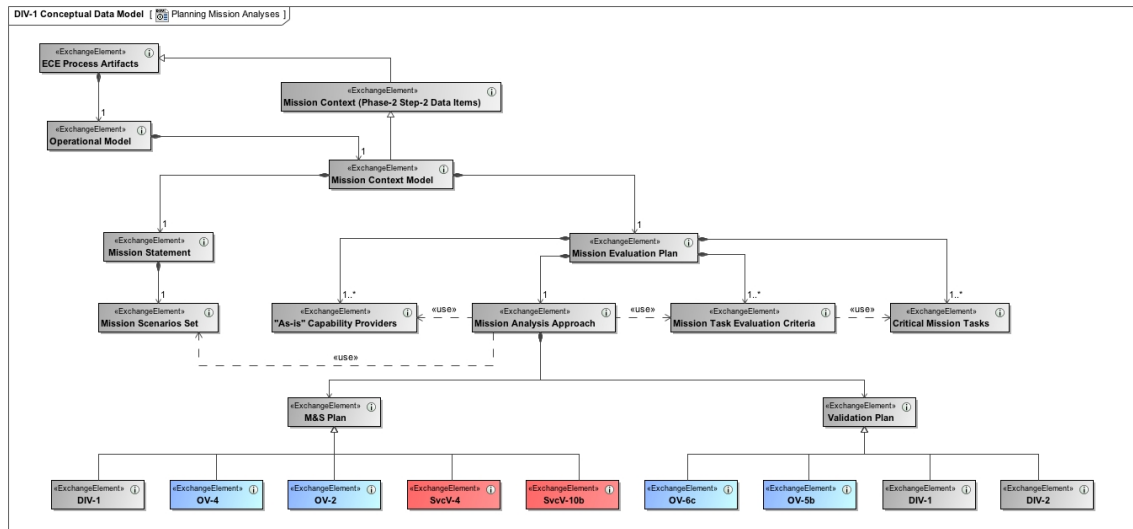 DIV-1 Conceptual Data Model [ Planning Mission Analyses ]
«ExchangeElement»
ECE Process Artifacts
«ExchangeElement»
Mission Context (Phase-2 Step-2 Data Items)
1
«ExchangeElement»
Operational Model
1
«ExchangeElement»
Mission Context Model
1
1
«ExchangeElement»
Mission Statement
«ExchangeElement»
Mission Evaluation Plan
1
1..*
1
1..*
1..*
«ExchangeElement»
Mission Scenarios Set
«ExchangeElement»
"As-is" Capability Providers
«use»
«ExchangeElement»
Mission Analysis Approach
«use»
«ExchangeElement»
Mission Task Evaluation Criteria
«use»
«ExchangeElement»
Critical Mission Tasks
«use»
«ExchangeElement»
M&S Plan
«ExchangeElement»
Validation Plan
«ExchangeElement»
DIV-1
«ExchangeElement»
OV-4
«ExchangeElement»
OV-2
«ExchangeElement»
SvcV-4
«ExchangeElement»
SvcV-10b
«ExchangeElement»
OV-6c
«ExchangeElement»
OV-5b
«ExchangeElement»
DIV-1
«ExchangeElement»
DIV-2